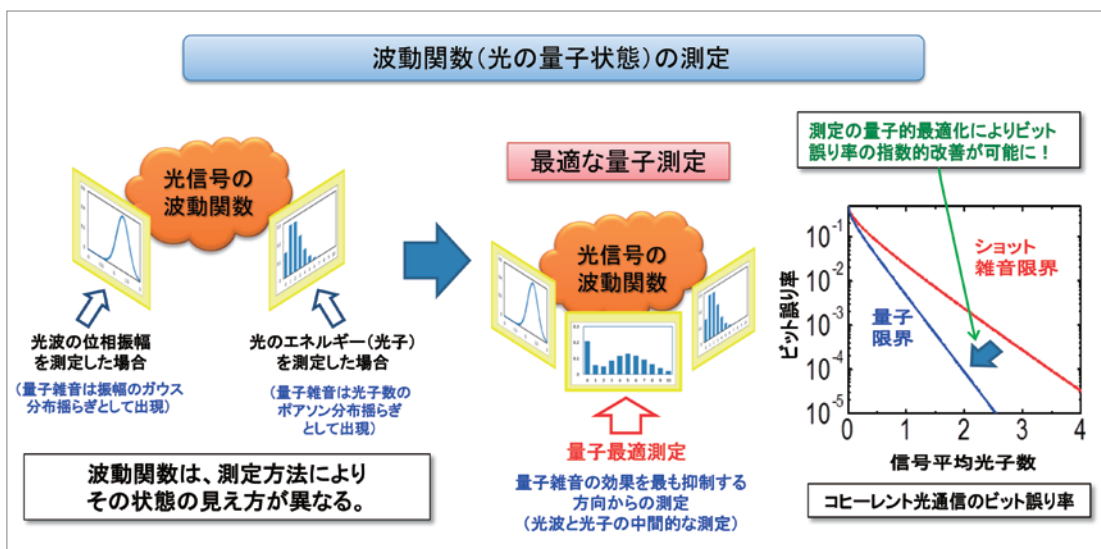 波動関数(光の量子状態)の測定
光信号の
波動関数
光波の位相振幅
を測定した場合
(量子雑音は振幅のガウス
分布揺らぎとして出現)
光のエネルギー(光子)
を測定した場合
(量子雑音は光子数の
ポアソン分布揺らぎ
として出現)
波動関数は、測定方法により
その状態の見え方が異なる。
最適な量子測定
光信号の
波動関数
0 1 2 3 4 5 6 7 8 9 10
量子最適測定
量子雑音の効果を最も抑制する
方向からの測定
(光波と光子の中間的な測定)
測定の量子的最適化によりビット
誤り率の指数的改善が可能に!
ビット誤り率
10-1
10-2
10-3
10-4
10-5
ショット
雑音限界
量子
限界
0 1 2 3 4
信号平均光子数
コヒーレント光通信のビット誤り率